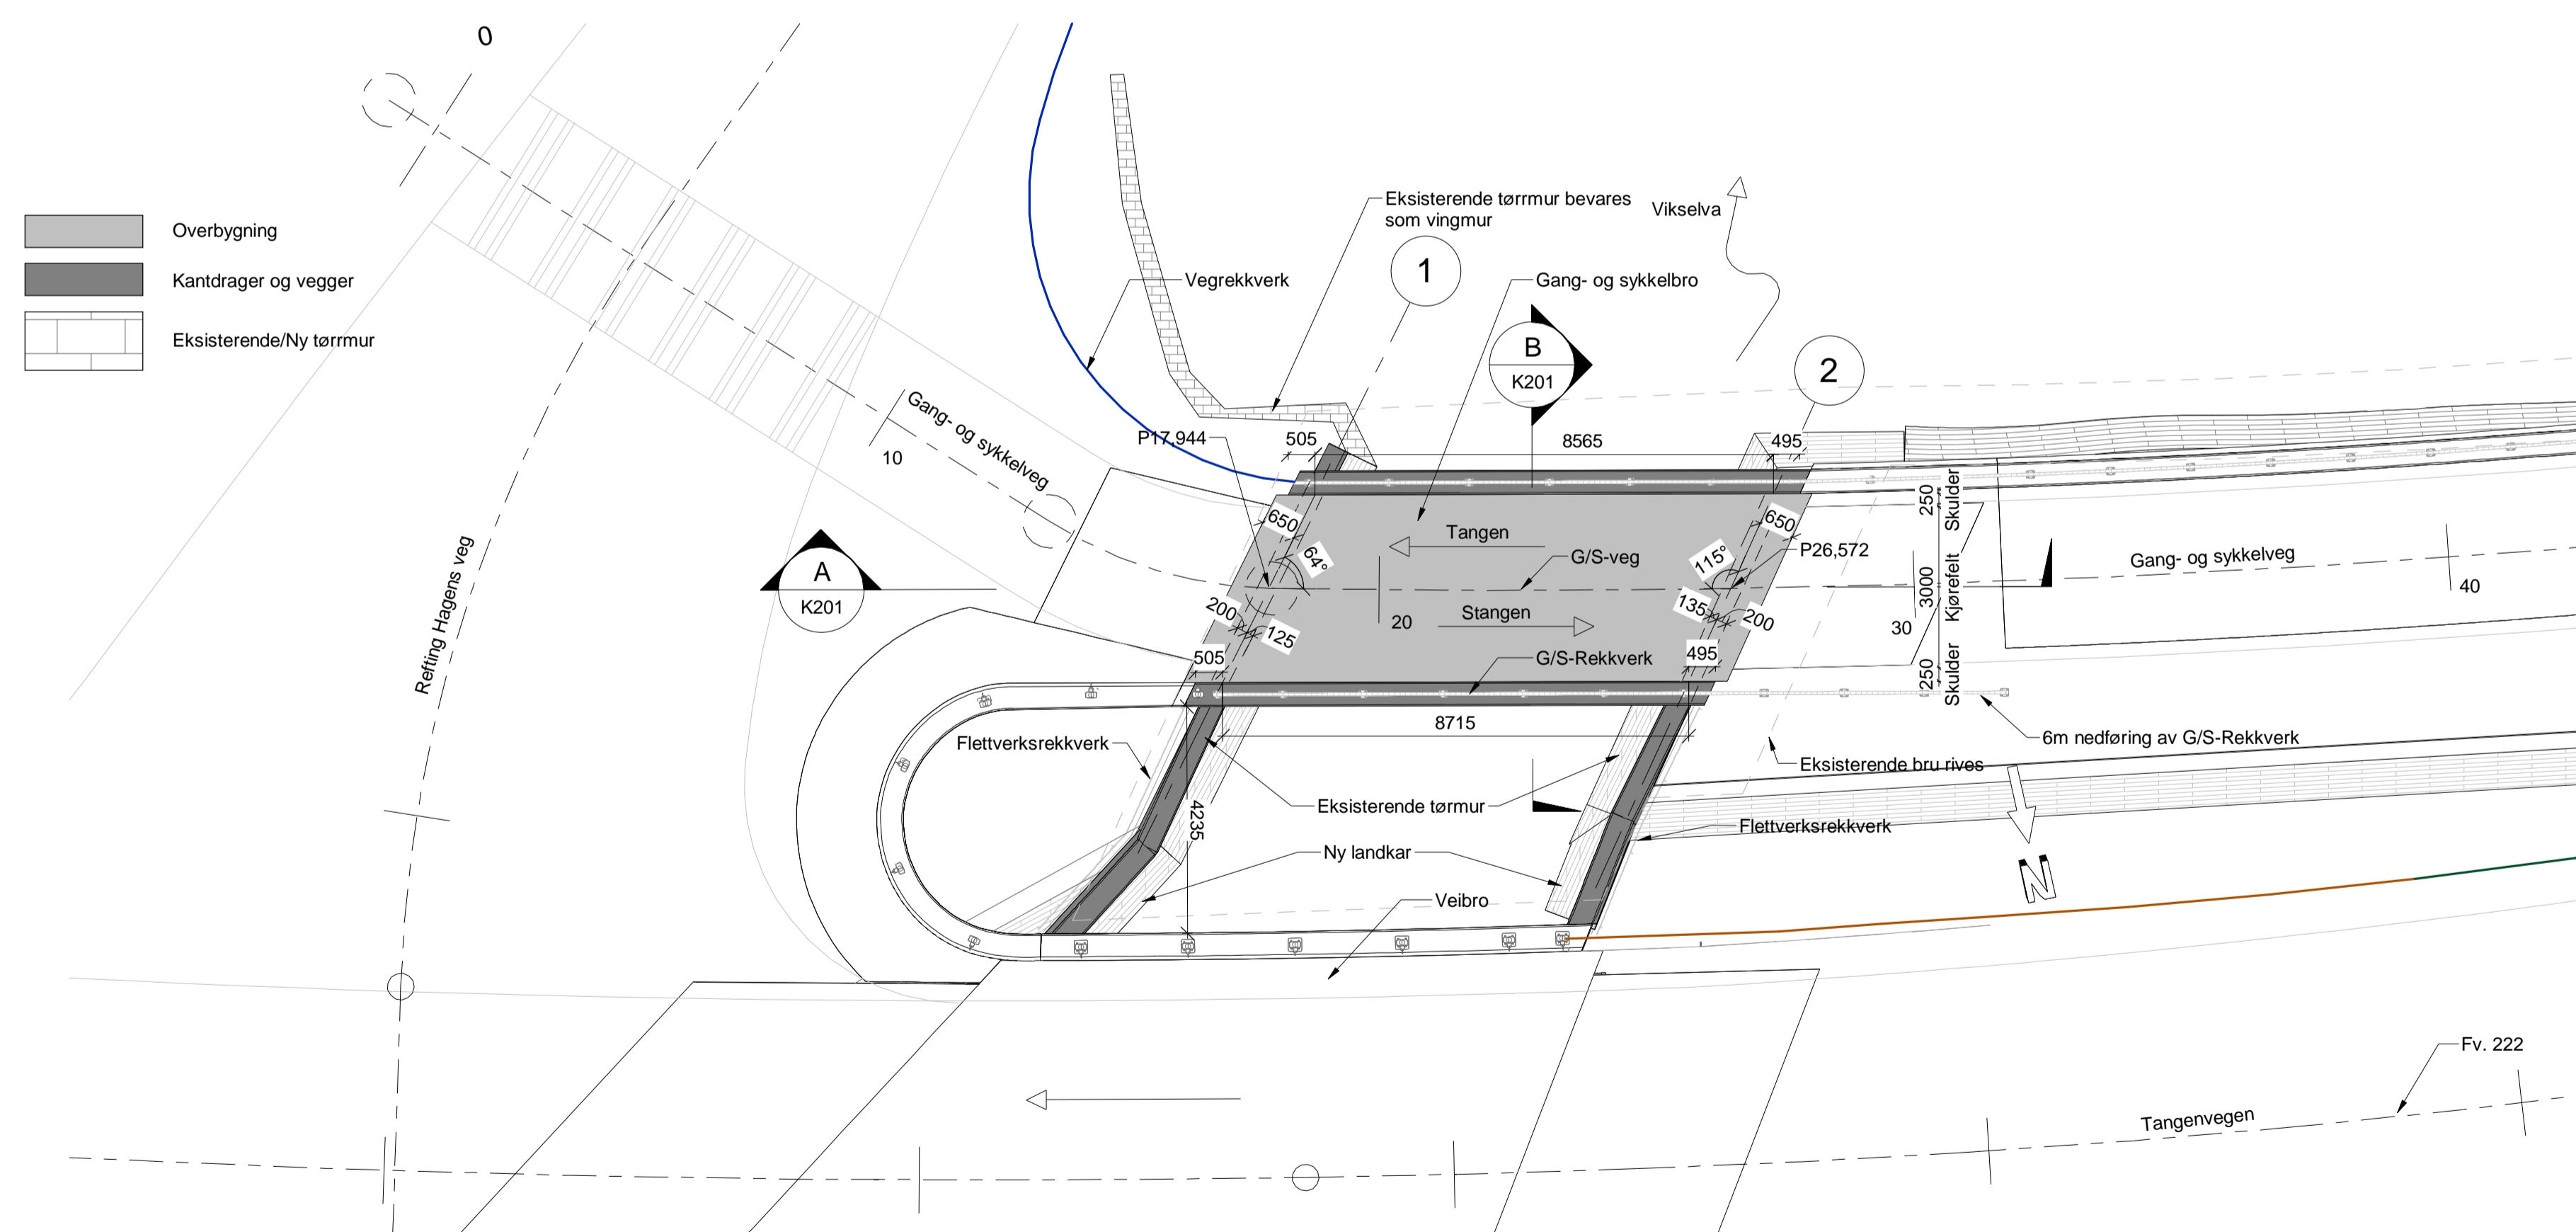 0
Overbygning
Kantdrager og vegger
Eksisterende/Ny tørrmur
Refting Hagens veg
Gang- og sykkelveg
10
Vegrekkverk
Eksisterende tørrmur bevares
som vingmur
Vikselva
1
Gang- og sykkelbro
B
K201
2
P17,944
505
8565
495
650
64°
Tangen
G/S-veg
650
115°
P26,572
A
K201
200
125
20
Stangen
135
200
505
G/S-Rekkverk
495
250
Skulder
3000
Kjørefelt
250
Skulder
30
Gang- og sykkelveg
40
8715
Flettverksrekkverk
6m nedføring av G/S-Rekkverk
Eksisterende bru rives
4235
Eksisterende tørmur
Flettverksrekkverk
Ny landkar
N
Veibro
Fv. 222
Tangenvegen